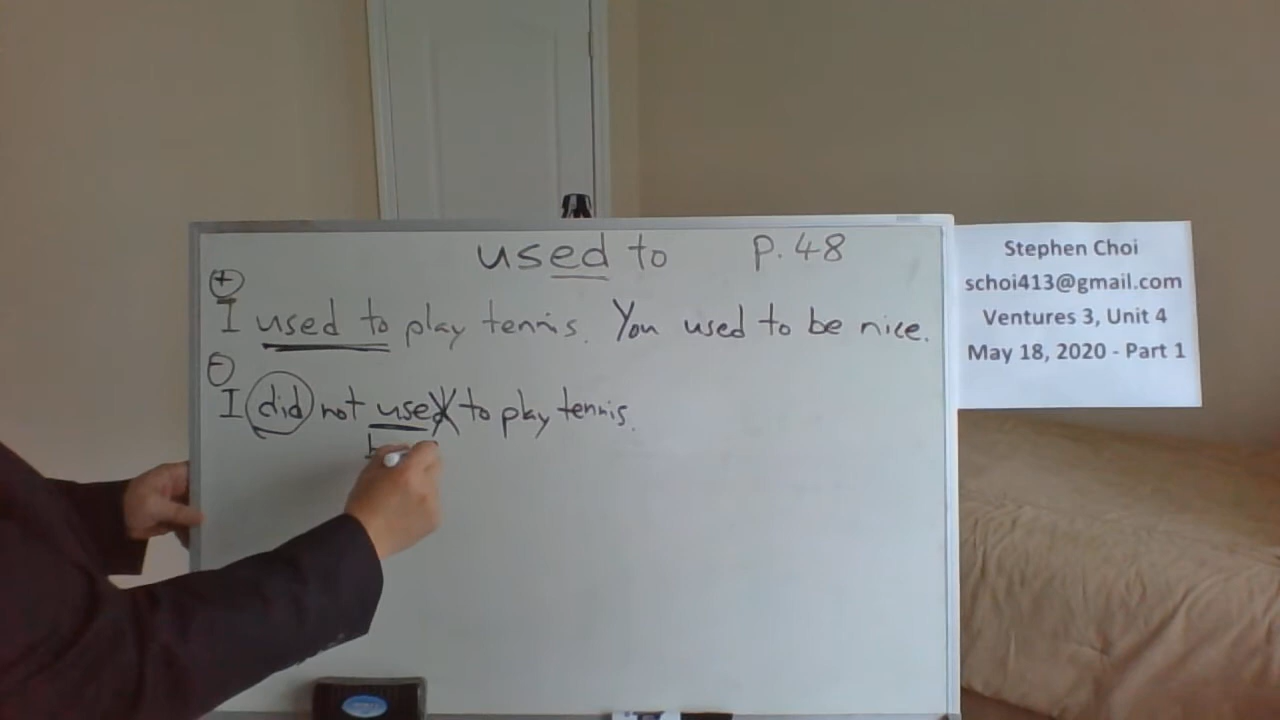 used to p.48
+
I used to play tennis. You used to be nice.
-
I did not used to play tennis.
b
Stephen Choi
schoi413@gmail.com
Ventures 3, Unit 4
May 18, 2020 - Part 1